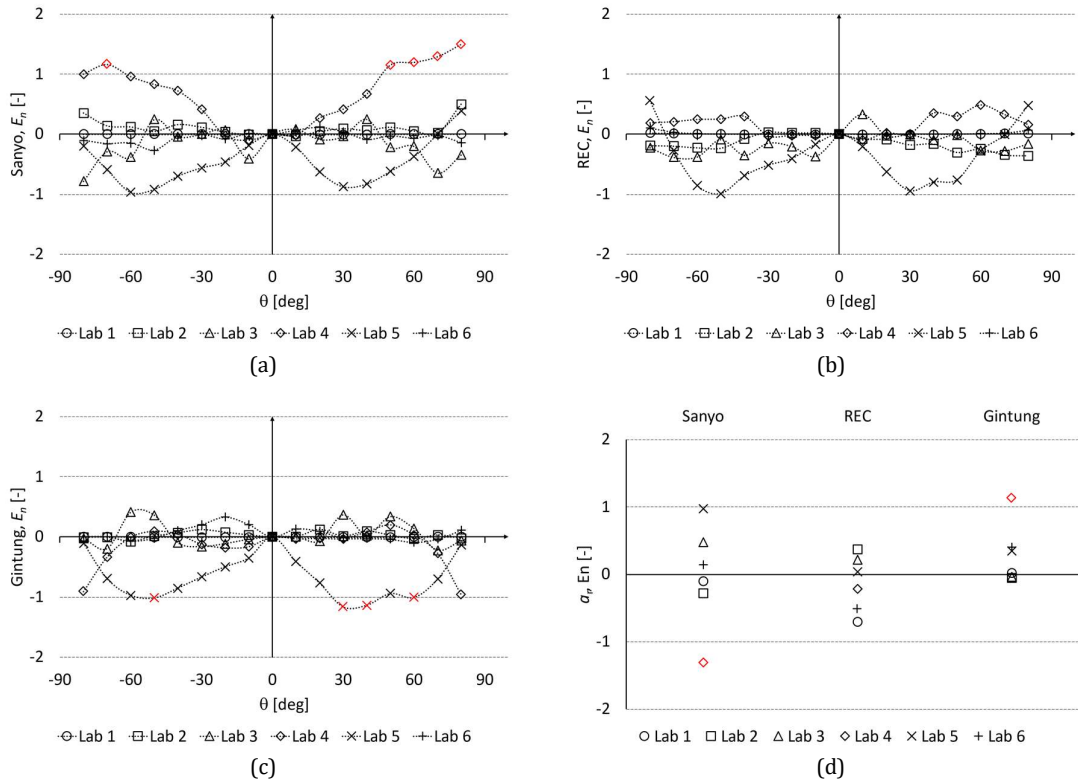 2
1
0
-1
-2
Sanyo, En [-]
-90 -60 -30 0 30 60 90
θ [deg]
Lab 1 Lab 2 Lab 3 Lab 4 Lab 5 Lab 6
(a)
2
1
0
-1
-2
REC, En [-]
-90 -60 -30 0 30 60 90
θ [deg]
Lab 1 Lab 2 Lab 3 Lab 4 Lab 5 Lab 6
(b)
2
1
0
-1
-2
Gintung, En [-]
-90 -60 -30 0 30 60 90
θ [deg]
Lab 1 Lab 2 Lab 3 Lab 4 Lab 5 Lab 6
(c)
Sanyo REC Gintung
2
1
0
-1
-2
ar, En [-]
Lab 1 Lab 2 Lab 3 Lab 4 Lab 5 Lab 6
(d)